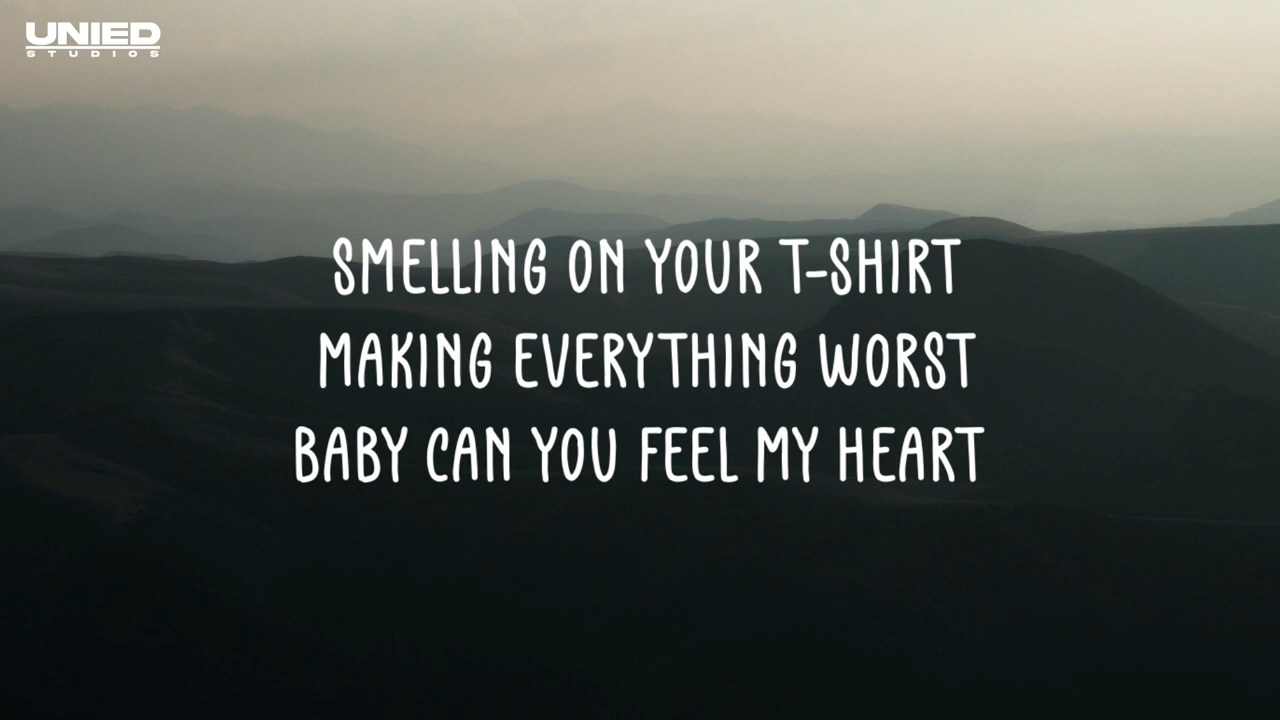 UNIED
STUDIOS
SMELLING ON YOUR T-SHIRT
MAKING EVERYTHING WORST
BABY CAN YOU FEEL MY HEART